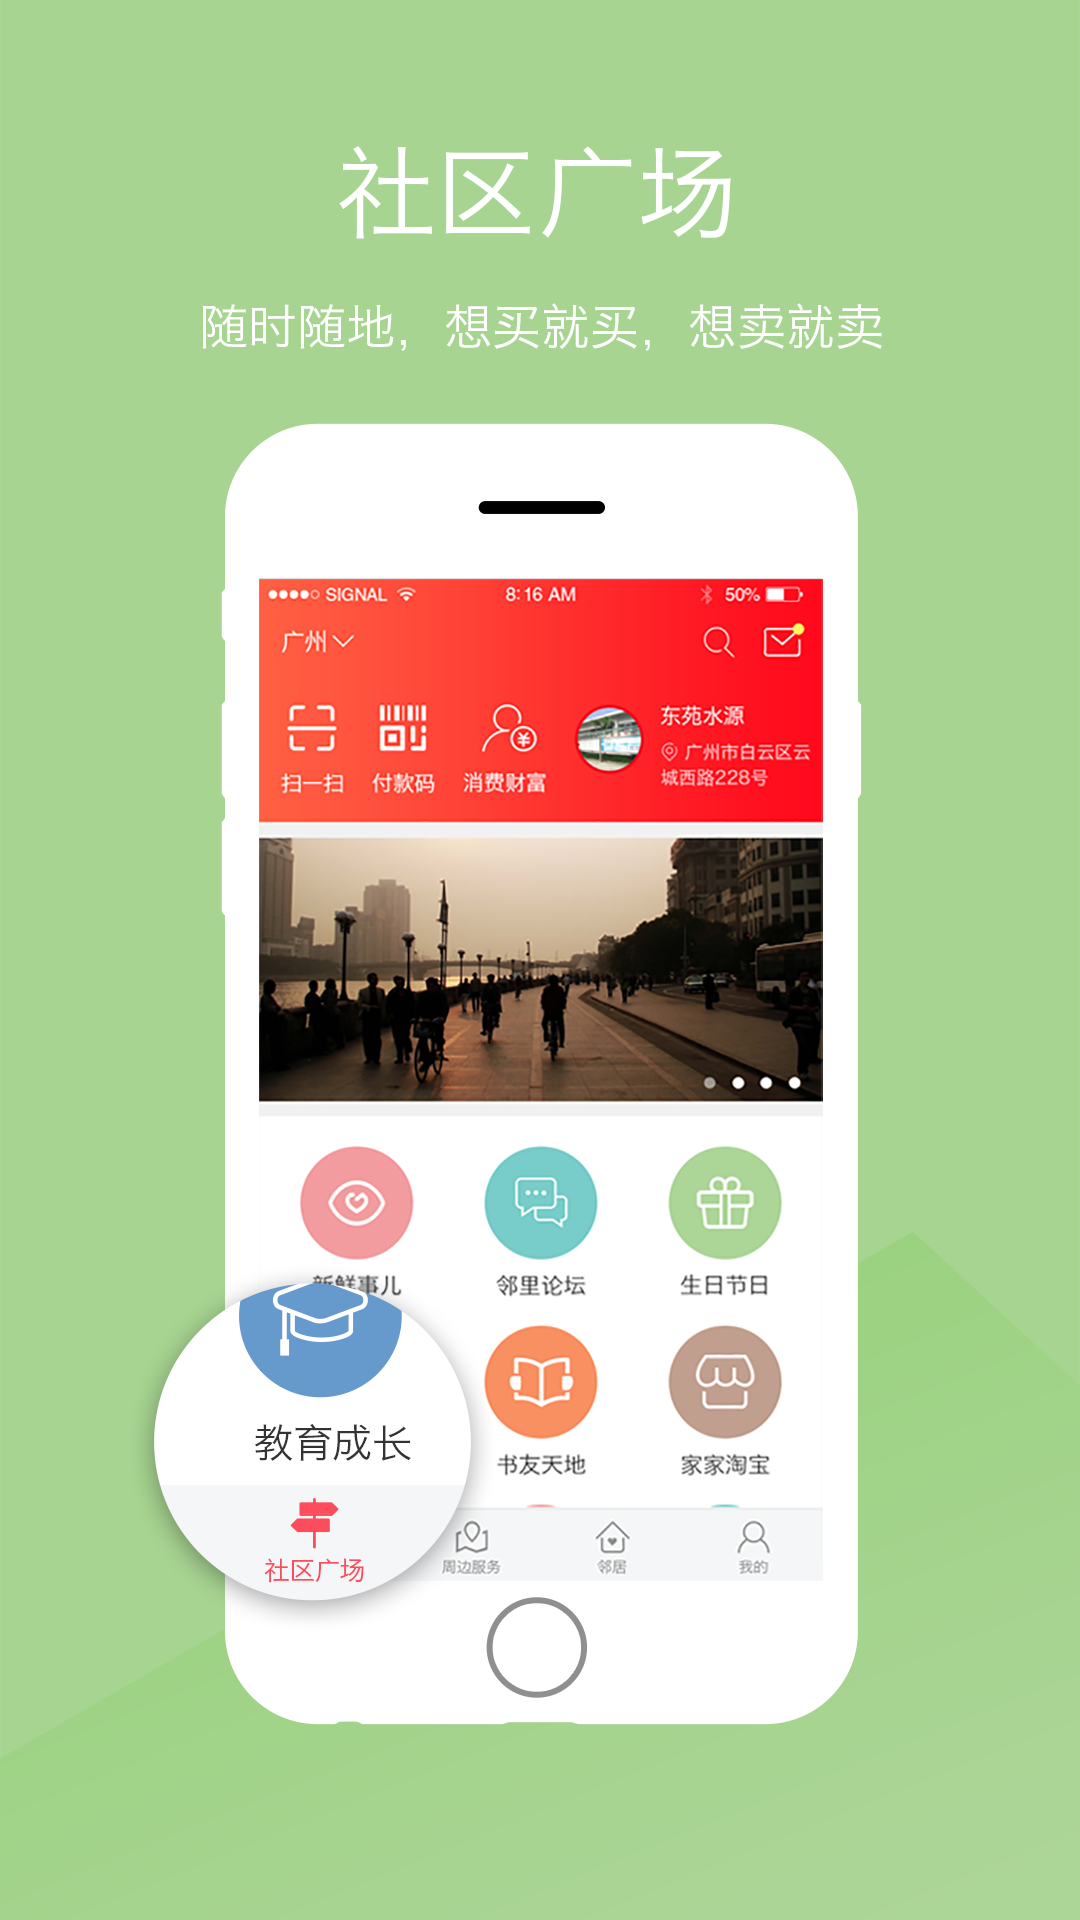 社区广场
随时随地，想买就买，想卖就卖
SIGNAL 8:16 AM 50%
广州
东苑水源
广州市白云区云
城西路228号
扫一扫 付款码 消费财富
新鲜事儿 邻里论坛 生日节日
教育成长 书友天地 家家淘宝
社区广场 周边服务 邻居 我的